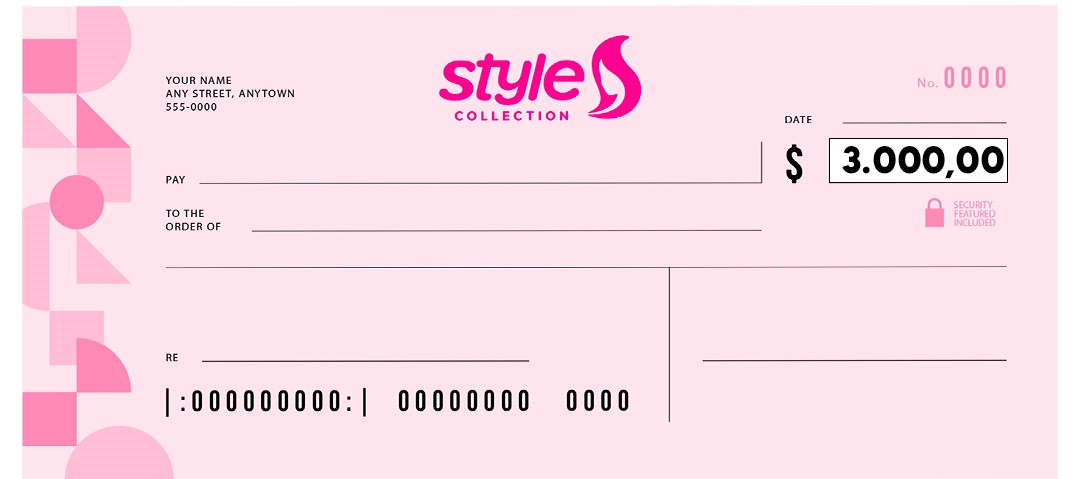 style
COLLECTION
YOUR NAME
ANY STREET, ANYTOWN
555-0000
No. 0000
DATE
$ 3.000,00
PAY
SECURITY
FEATURED
INCLUDED
TO THE
ORDER OF
RE
|:000000000:| 00000000 0000